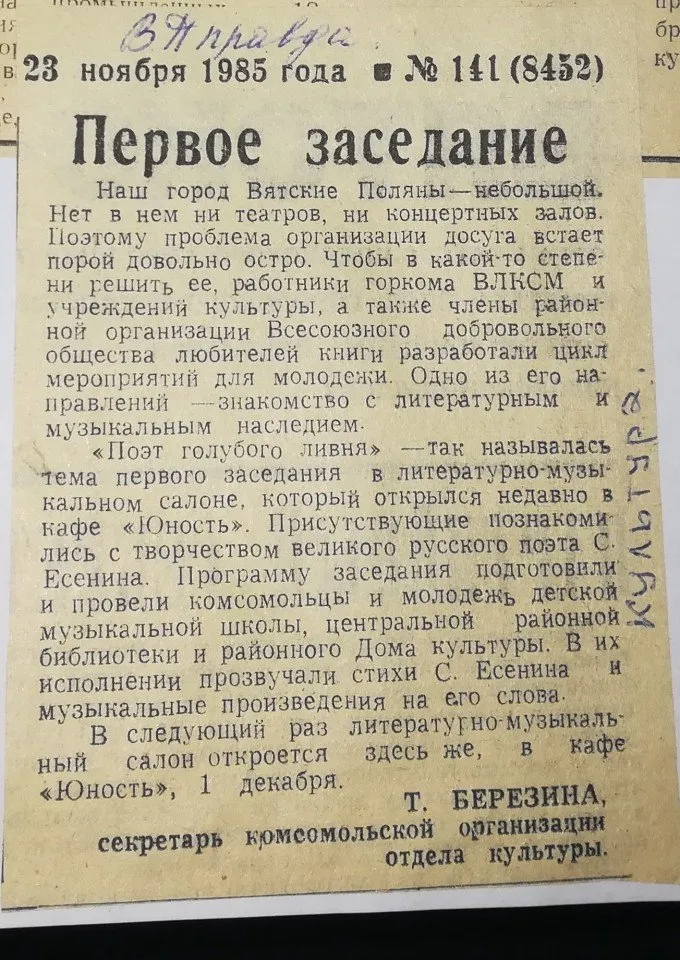 В П правда
23 ноября 1985 года ■ № 141 (8452)
Первое заседание
Наш город Вятские Поляны—небольшой.
Нет в нем ни театров, ни концертных залов.
Поэтому проблема организации досуга встает
порой довольно остро. Чтобы в какой-то степе-
ни решить ее, работники горкома ВЛКСМ и
учреждений культуры, а также члены район-
ной организации Всесоюзного добровольного
общества любителей книги разработали цикл
мероприятий для молодежи. Одно из его на-
правлений —знакомство с литературным и
музыкальным наследием.
«Поэт голубого ливня» —так называлась
тема первого заседания в литературно-музы-
кальном салоне, который открылся недавно в
кафе «Юность». Присутствующие познакоми-
лись с творчеством великого русского поэта С.
Есенина. Программу заседания подготовили
и провели комсомольцы и молодежь детской
музыкальной школы, центральной районной
библиотеки и районного Дома культуры. В их
исполнении прозвучали стихи С. Есенина и
музыкальные произведения на его слова.
В следующий раз литературно-музыкаль-
ный салон откроется здесь же, в кафе
«Юность», 1 декабря.
Т. БЕРЕЗИНА,
секретарь комсомольской организации
отдела культуры.
Культура.